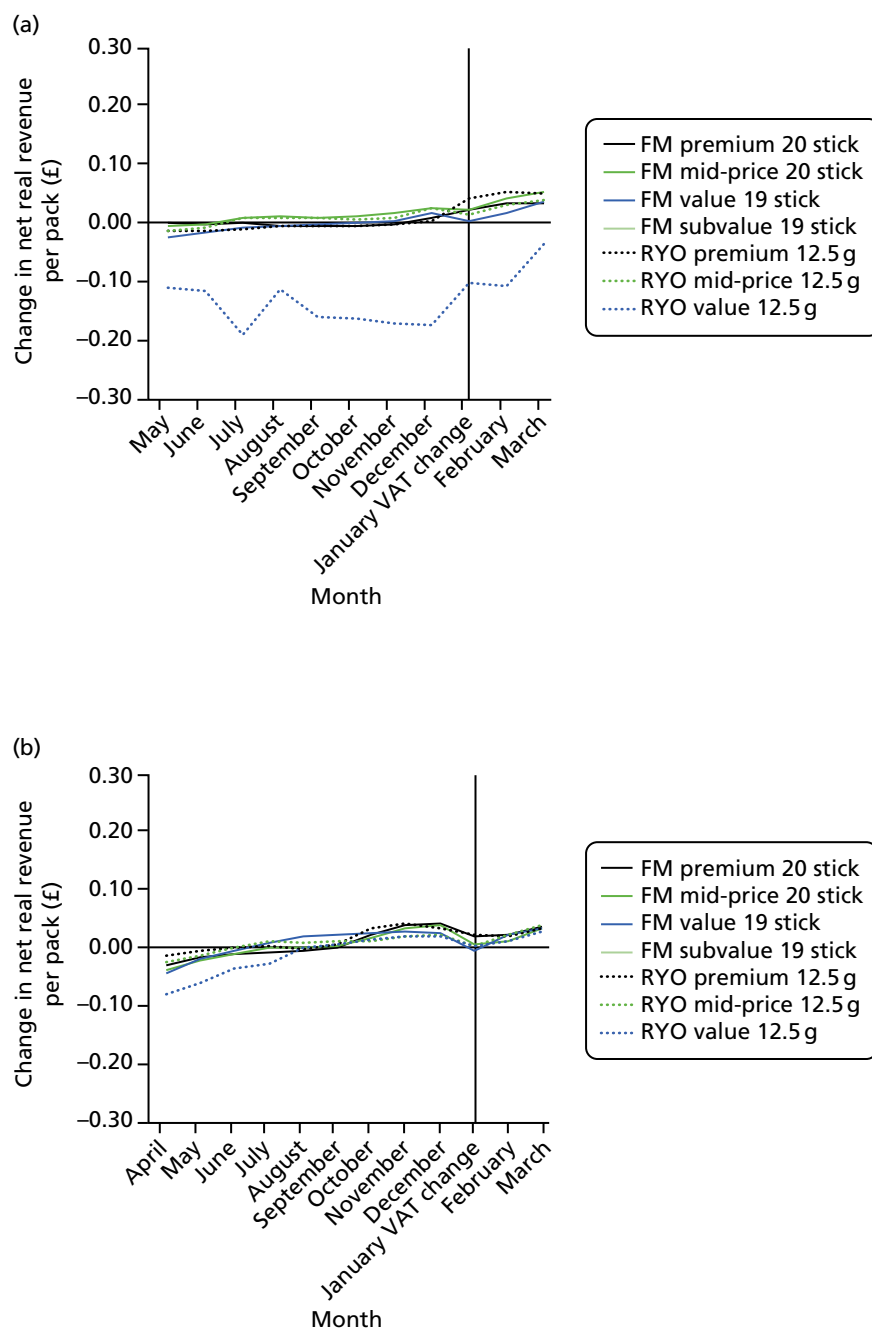 (a)
0.30
0.20
0.10
0.00
–0.10
–0.20
–0.30
Change in net real revenue
per pack (£)
May
June
July
August
September
October
November
December
January VAT change
February
March
Month
FM premium 20 stick
FM mid-price 20 stick
FM value 19 stick
FM subvalue 19 stick
RYO premium 12.5 g
RYO mid-price 12.5 g
RYO value 12.5 g
(b)
0.30
0.20
0.10
0.00
–0.10
–0.20
–0.30
Change in net real revenue
per pack (£)
April
May
June
July
August
September
October
November
December
January VAT change
February
March
Month
FM premium 20 stick
FM mid-price 20 stick
FM value 19 stick
FM subvalue 19 stick
RYO premium 12.5 g
RYO mid-price 12.5 g
RYO value 12.5 g